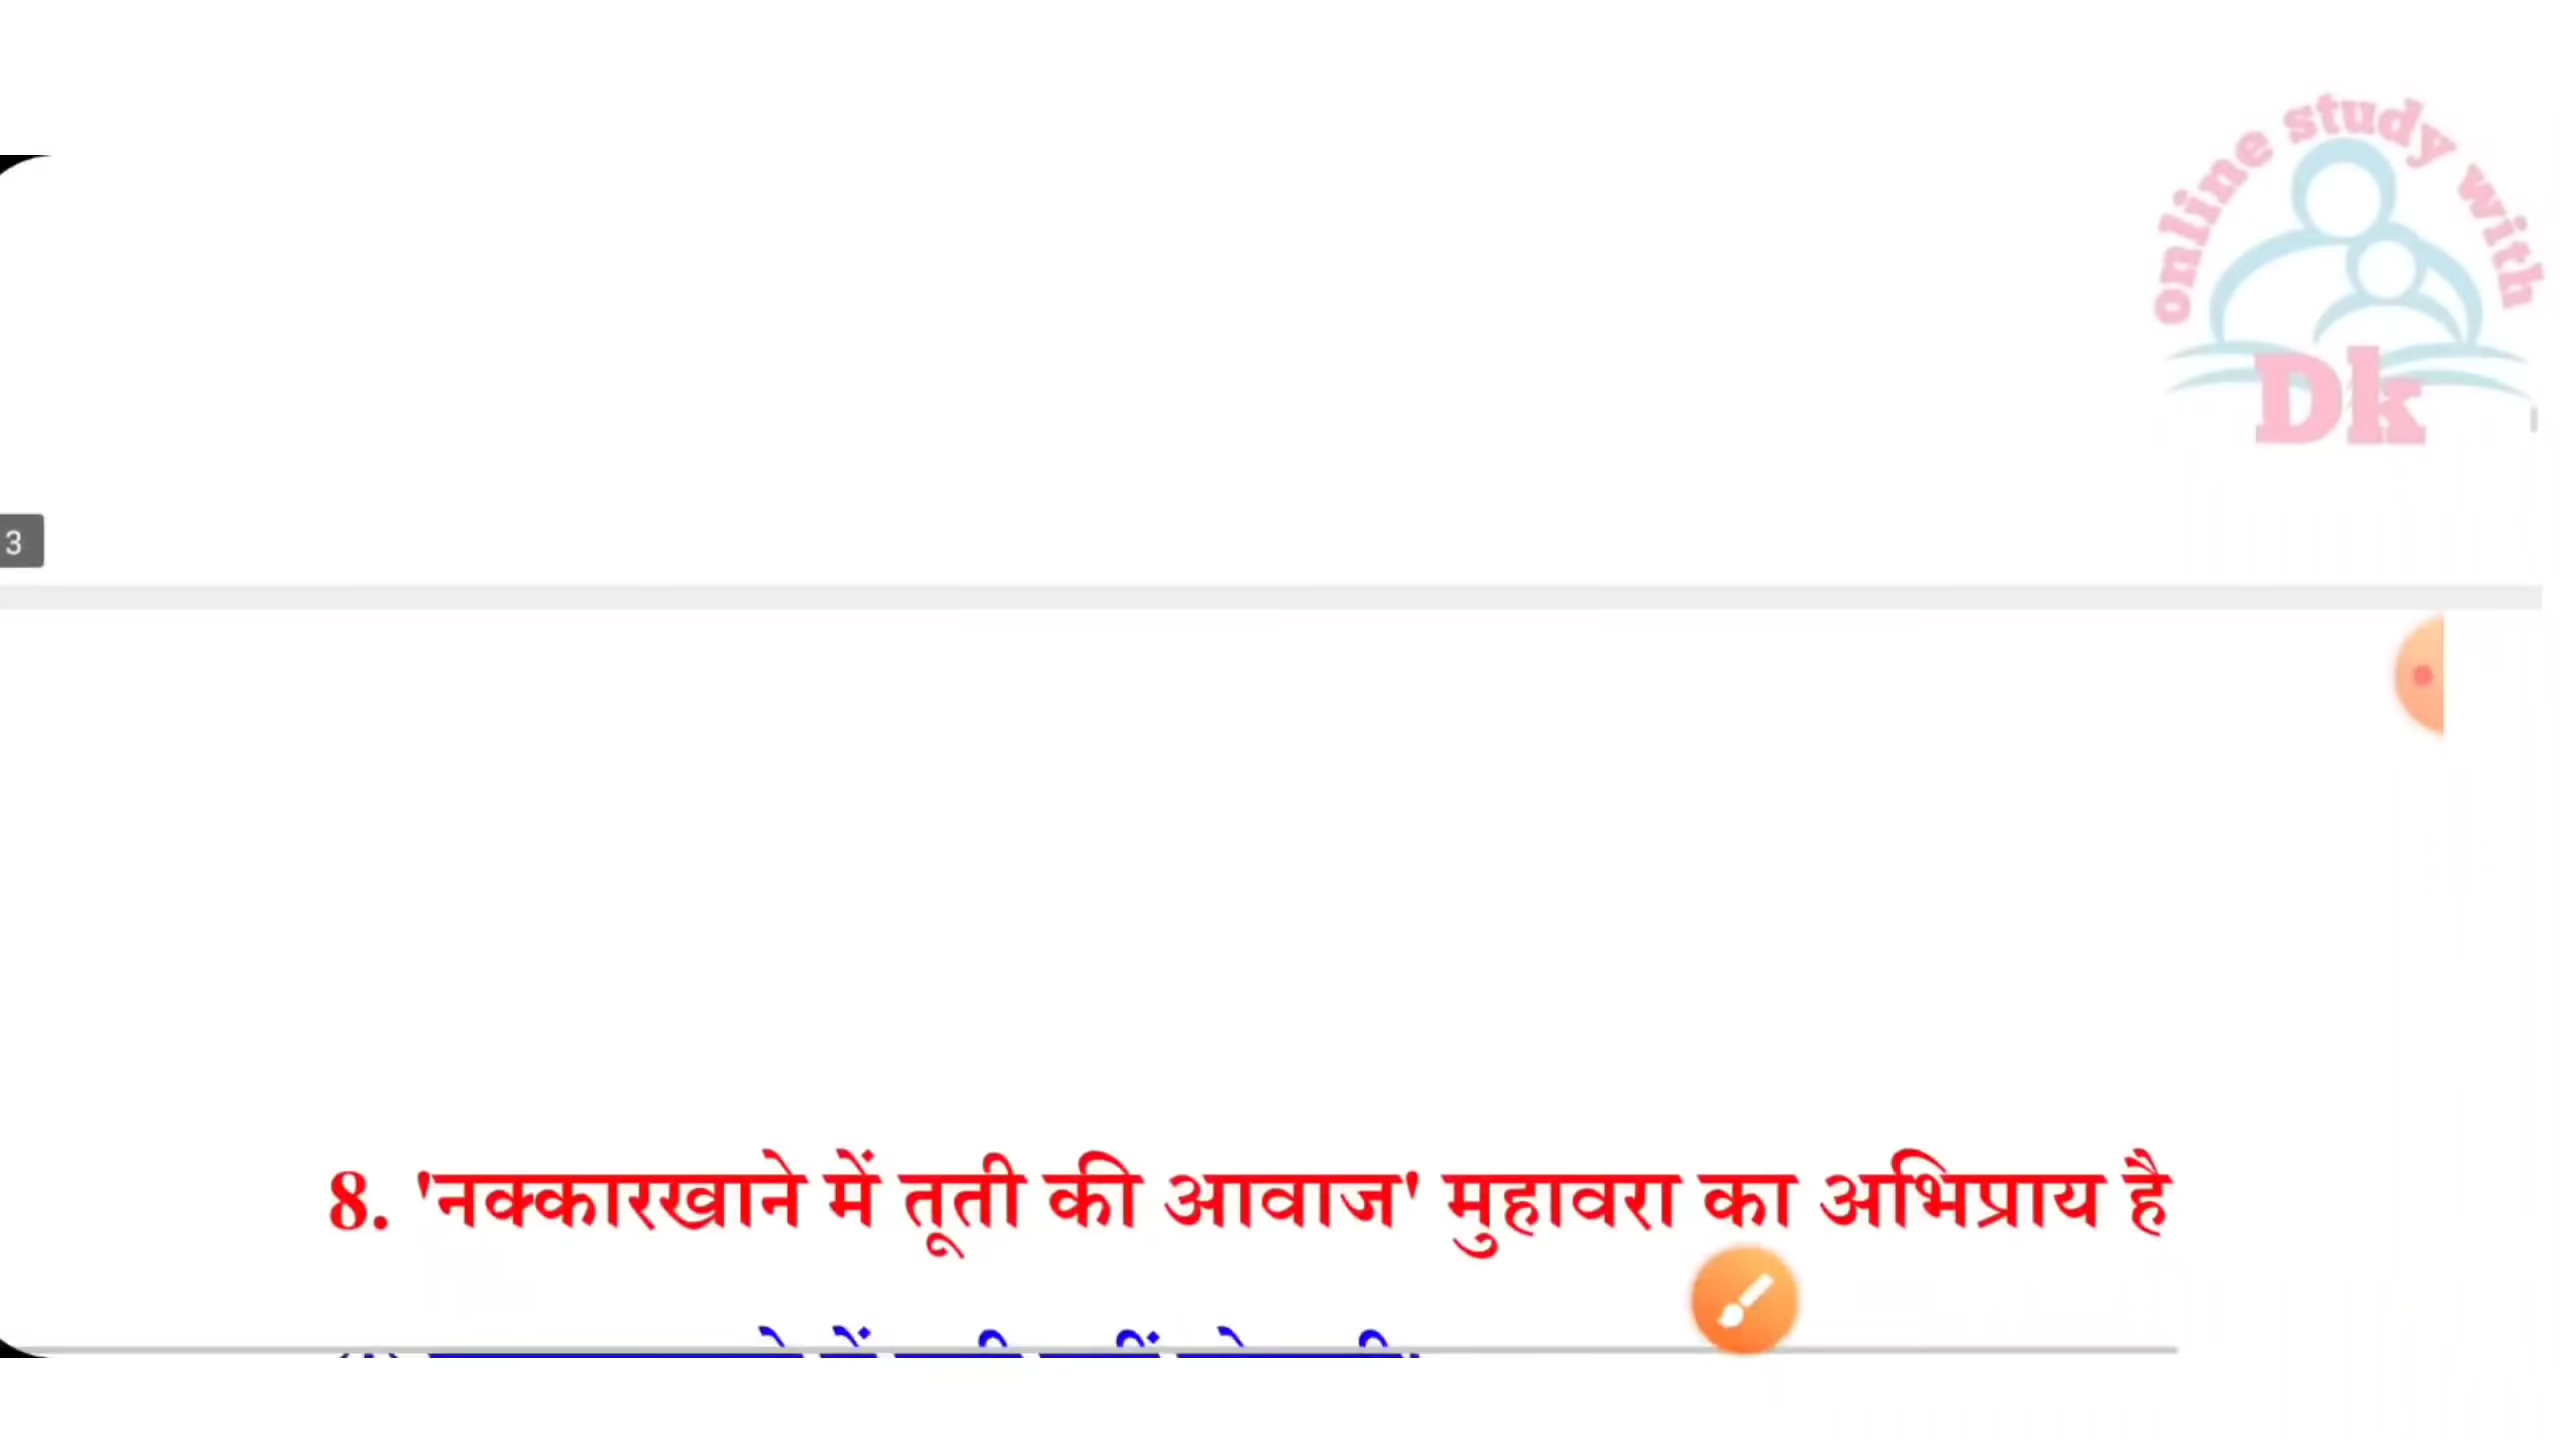 online study with
Dk
3
8. 'नक्कारखाने में तूती की आवाज' मुहावरा का अभिप्राय है